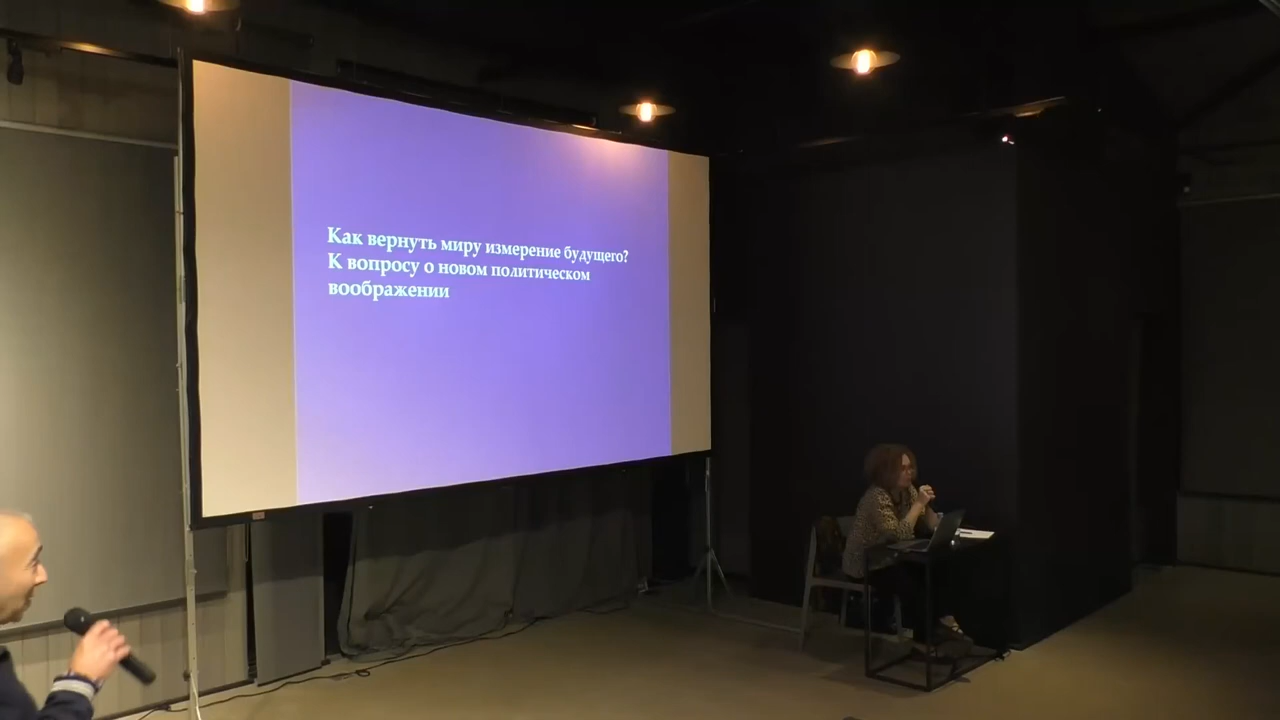 Как вернуть миру измерение будущего?
К вопросу о новом политическом
воображении